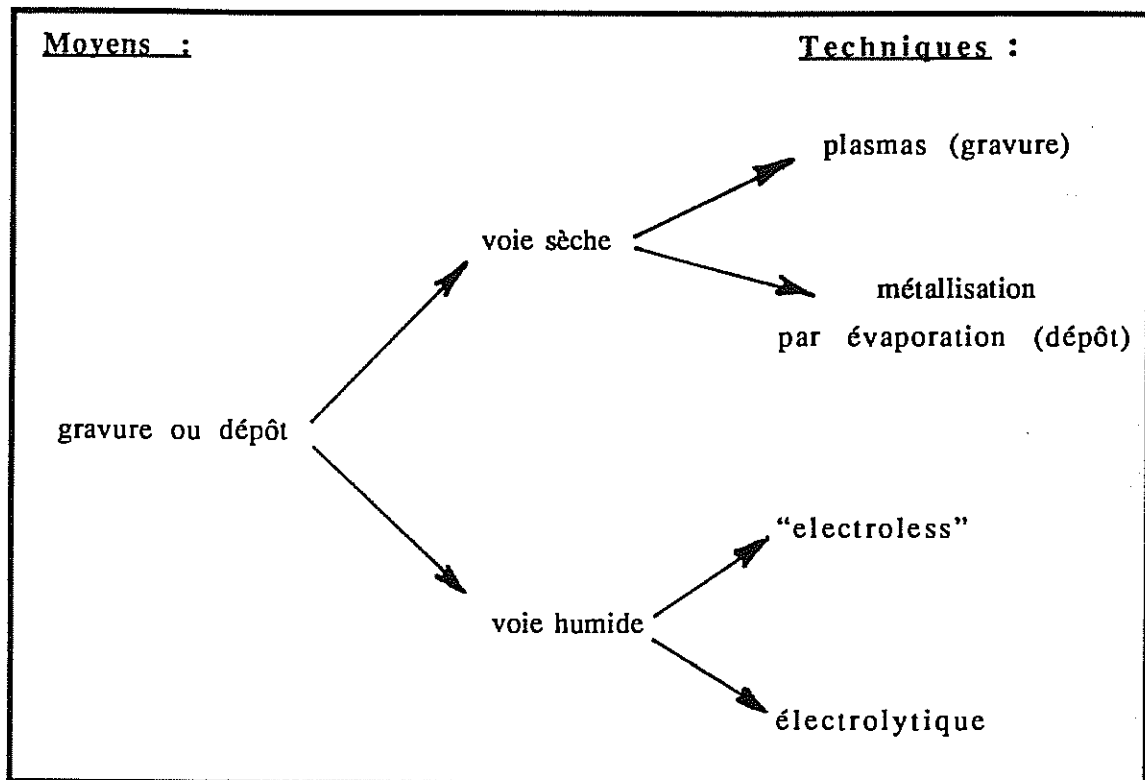 Moyens :
Techniques :
plasmas (gravure)
voie sèche
métallisation
par évaporation (dépôt)
gravure ou dépôt
“electroless”
voie humide
électrolytique